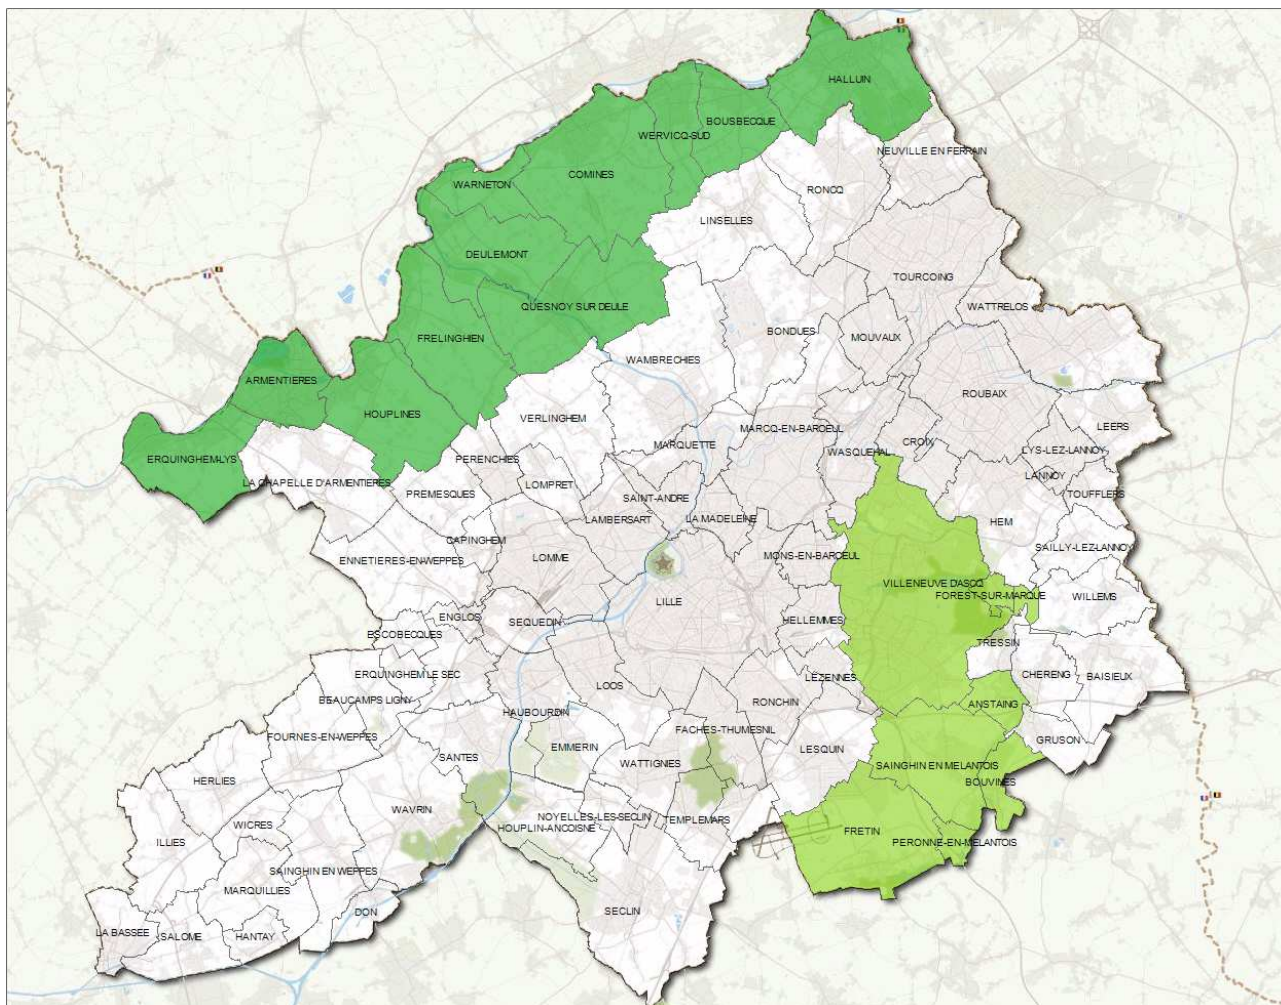 HALLUIN
BOUSBECQUE
WERVICQ-SUD
NEUVILLE EN FERRAIN
COMINES
WARNETON
RONCQ
LINSELLES
DEULEMONT
TOURCOING
QUESNOY SUR DEULE
WATTRELOS
BONDUES
MOUVAUX
FRELINGHIEN
WAMBRECHIES
ARMENTIERES
ROUBAIX
HOUPLINES
VERLINGHEM
LEERS
MARCQ-EN-BAROEUL
MARQUETTE
CROIX
WASQUEHAL
LYS-LEZ-LANNOY
ERQUINGHEM-LYS
PERENCHIES
LANNOY
LA CHAPELLE D'ARMENTIERES
LOMPRET
PREMESQUES
TOUFFLERS
SAINT-ANDRE
LAMBERSART
LA MADELEINE
HEM
CAPINGHEM
SAILLY-LEZ-LANNOY
MONS-EN-BAROEUL
ENNETIERES-EN-WEPPES
LOMME
VILLENEUVE D'ASCQ
FOREST-SUR-MARQUE
WILLEMS
LILLE
ENGLOS
SEQUEDIN
HELLEMMES
ESCOBECQUES
TRESSIN
ERQUINGHEM LE SEC
CHERENG
BAISIEUX
LEZENNES
LOOS
BEAUCAMPS LIGNY
RONCHIN
ANSTAING
HAUBOURDIN
FACHES-THUMESNIL
FOURNES-EN-WEPPES
GRUSON
EMMERIN
LESQUIN
SANTES
WATTIGNIES
SAINGHIN EN MELANTOIS
HERLIES
BOUVINES
WAVRIN
NOYELLES-LES-SECLIN
TEMPLEMARS
WICRES
HOUPLIN-ANCOISNE
FRETIN
ILLIES
PERONNE-EN-MELANTOIS
SAINGHIN EN WEPPES
MARQUILLIES
DON
SECLIN
LA BASSEE
SALOME
HANTAY